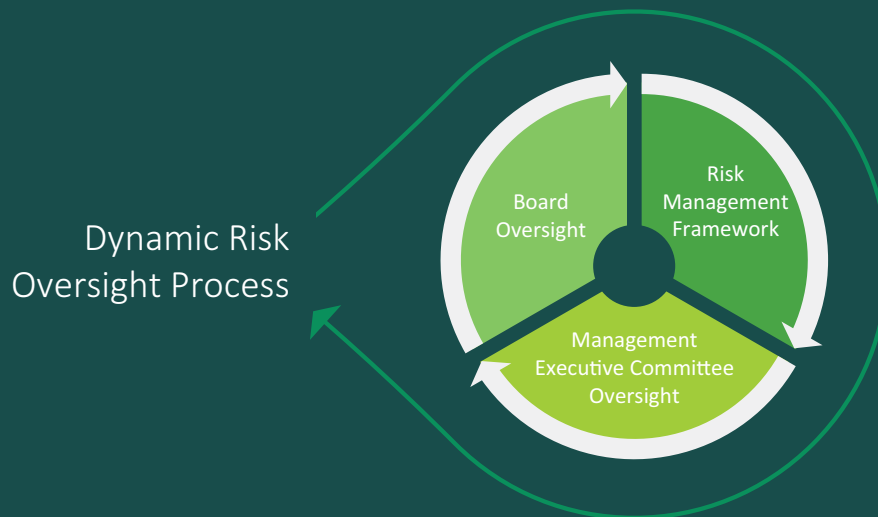 Dynamic Risk
Oversight Process
Board
Oversight
Risk
Management
Framework
Management
Executive Committee
Oversight